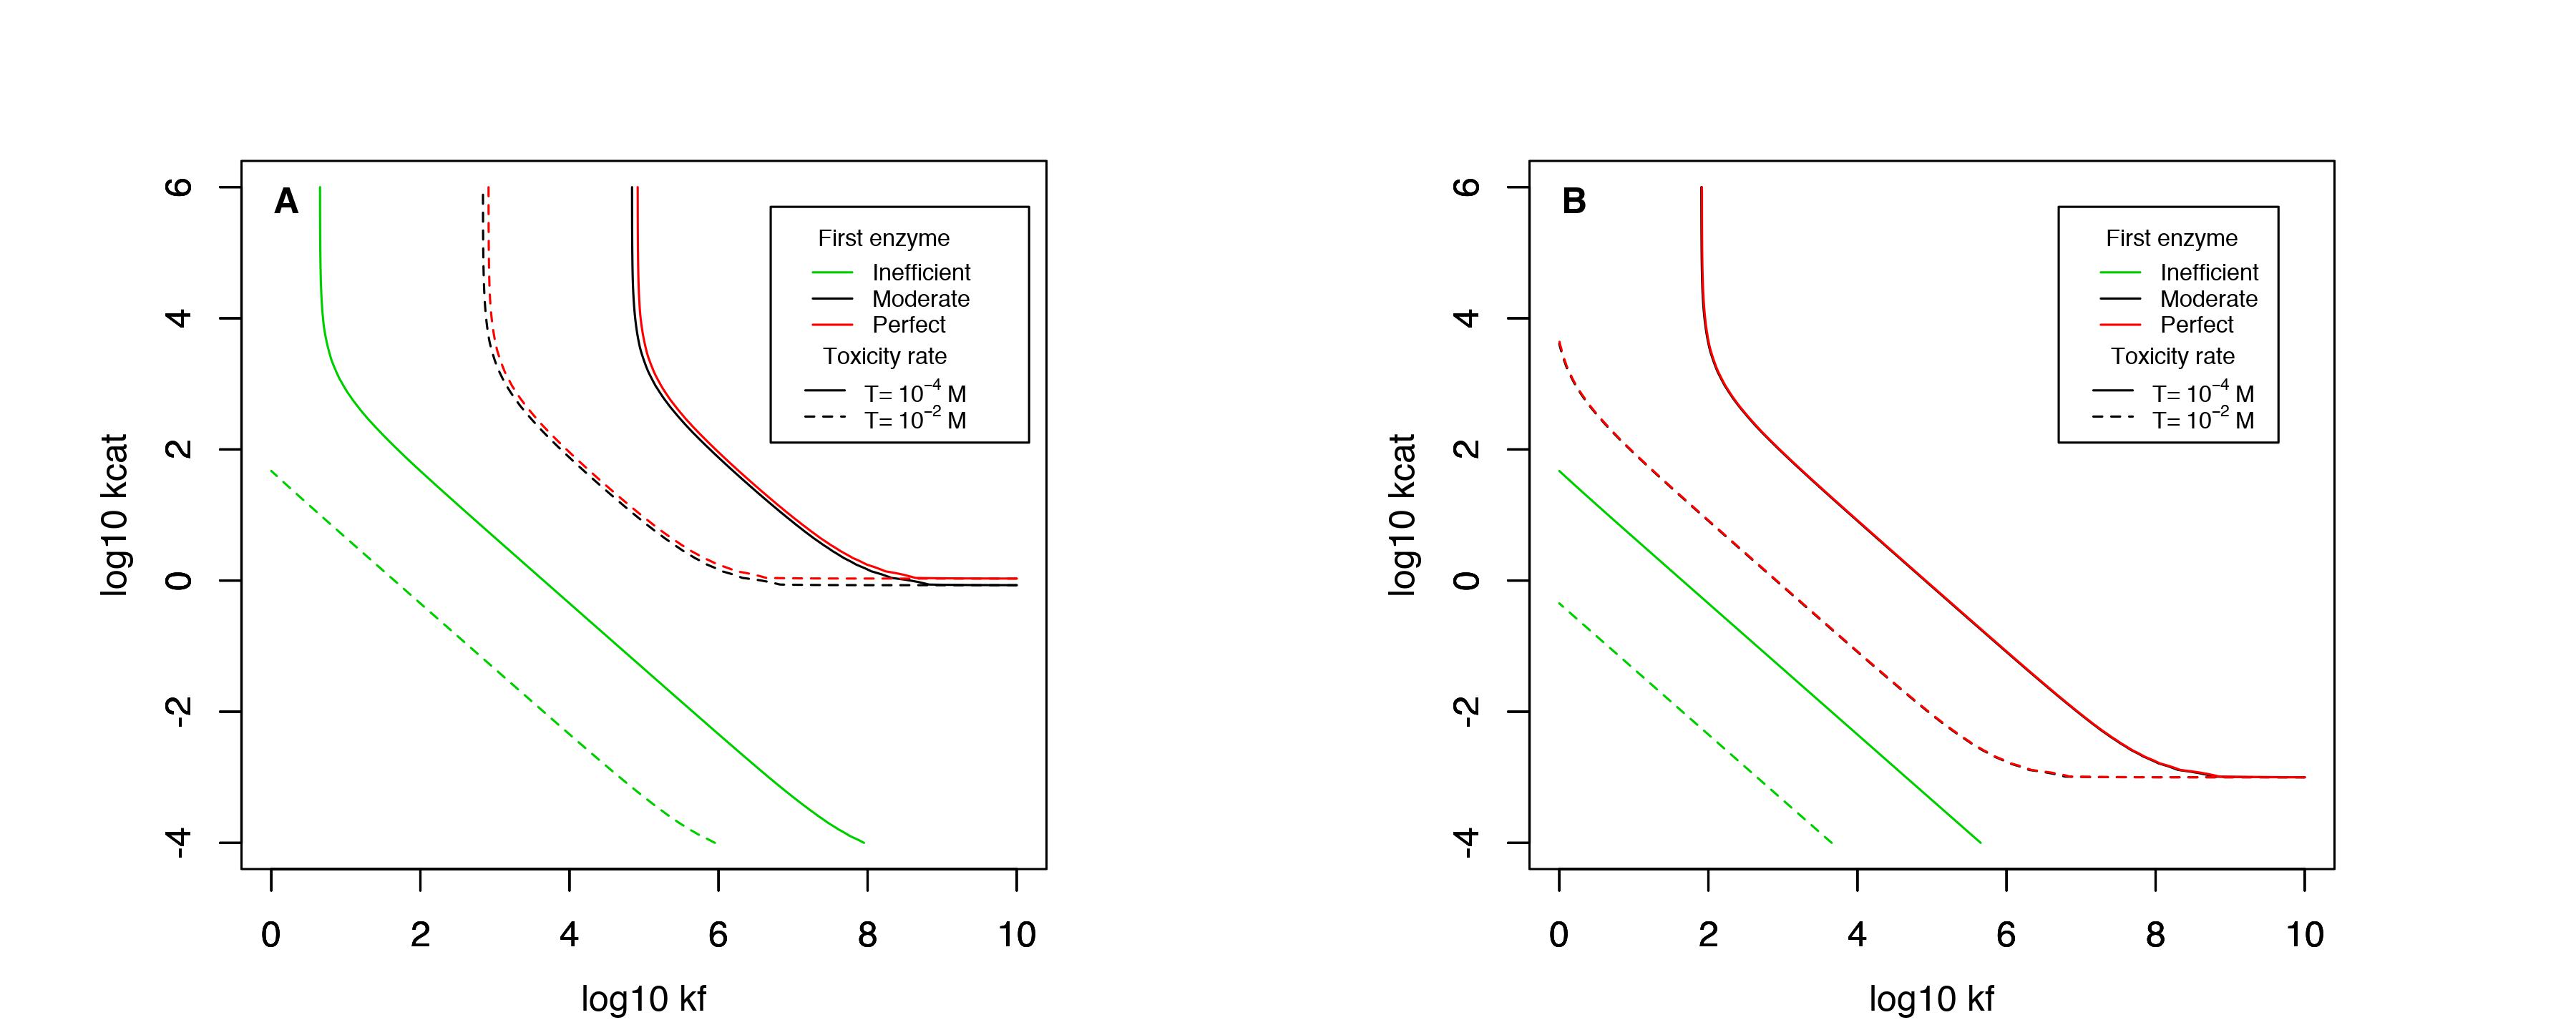 A
log10 kcat
6
4
2
0
-2
-4
First enzyme
Inefficient
Moderate
Perfect
Toxicity rate
T= 10⁻⁴ M
T= 10⁻² M
0 2 4 6 8 10
log10 kf
B
log10 kcat
6
4
2
0
-2
-4
First enzyme
Inefficient
Moderate
Perfect
Toxicity rate
T= 10⁻⁴ M
T= 10⁻² M
0 2 4 6 8 10
log10 kf